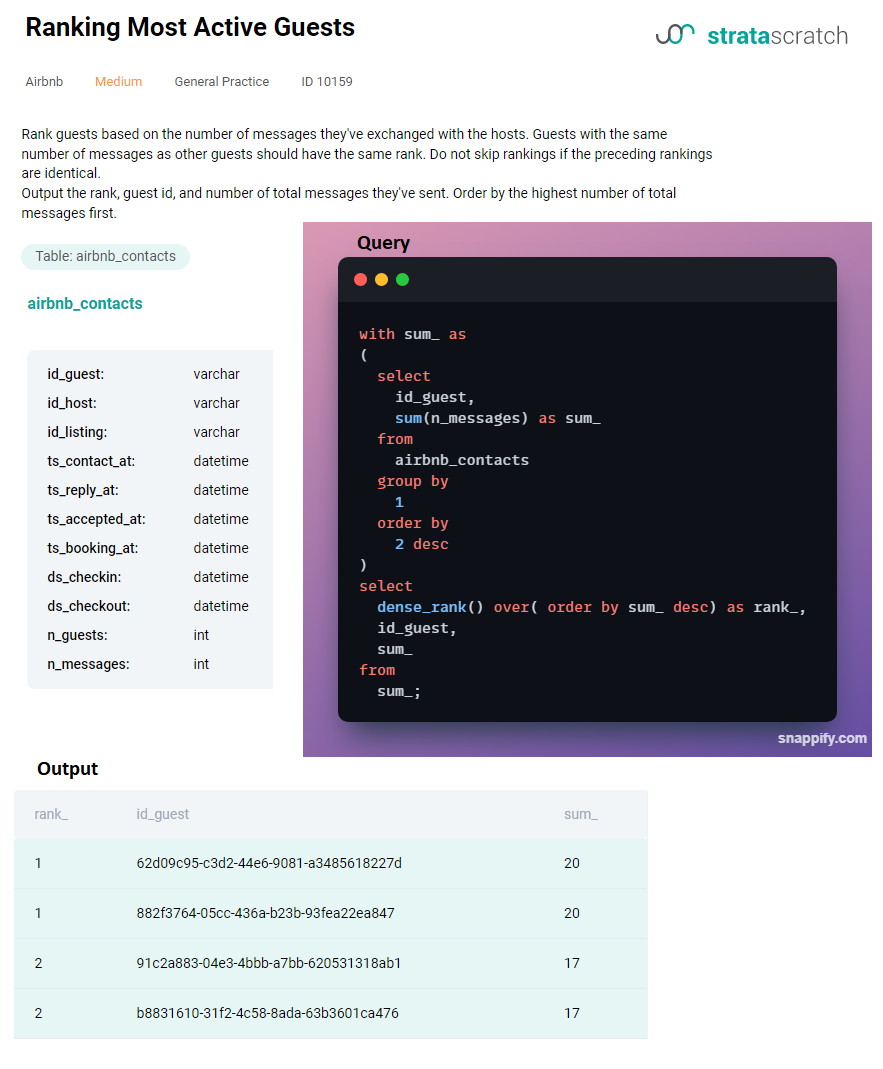 Ranking Most Active Guests
stratascratch
Airbnb Medium General Practice ID 10159
Rank guests based on the number of messages they've exchanged with the hosts. Guests with the same
number of messages as other guests should have the same rank. Do not skip rankings if the preceding rankings
are identical.
Output the rank, guest id, and number of total messages they've sent. Order by the highest number of total
messages first.
Table: airbnb_contacts
airbnb_contacts
id_guest: varchar
id_host: varchar
id_listing: varchar
ts_contact_at: datetime
ts_reply_at: datetime
ts_accepted_at: datetime
ts_booking_at: datetime
ds_checkin: datetime
ds_checkout: datetime
n_guests: int
n_messages: int
Query
with sum_ as
(
select
id_guest,
sum(n_messages) as sum_
from
airbnb_contacts
group by
1
order by
2 desc
)
select
dense_rank() over( order by sum_ desc) as rank_,
id_guest,
sum_
from
sum_;
snappify.com
Output
rank_ id_guest sum_
1 62d09c95-c3d2-44e6-9081-a3485618227d 20
1 882f3764-05cc-436a-b23b-93fea22ea847 20
2 91c2a883-04e3-4bbb-a7bb-620531318ab1 17
2 b8831610-31f2-4c58-8ada-63b3601ca476 17